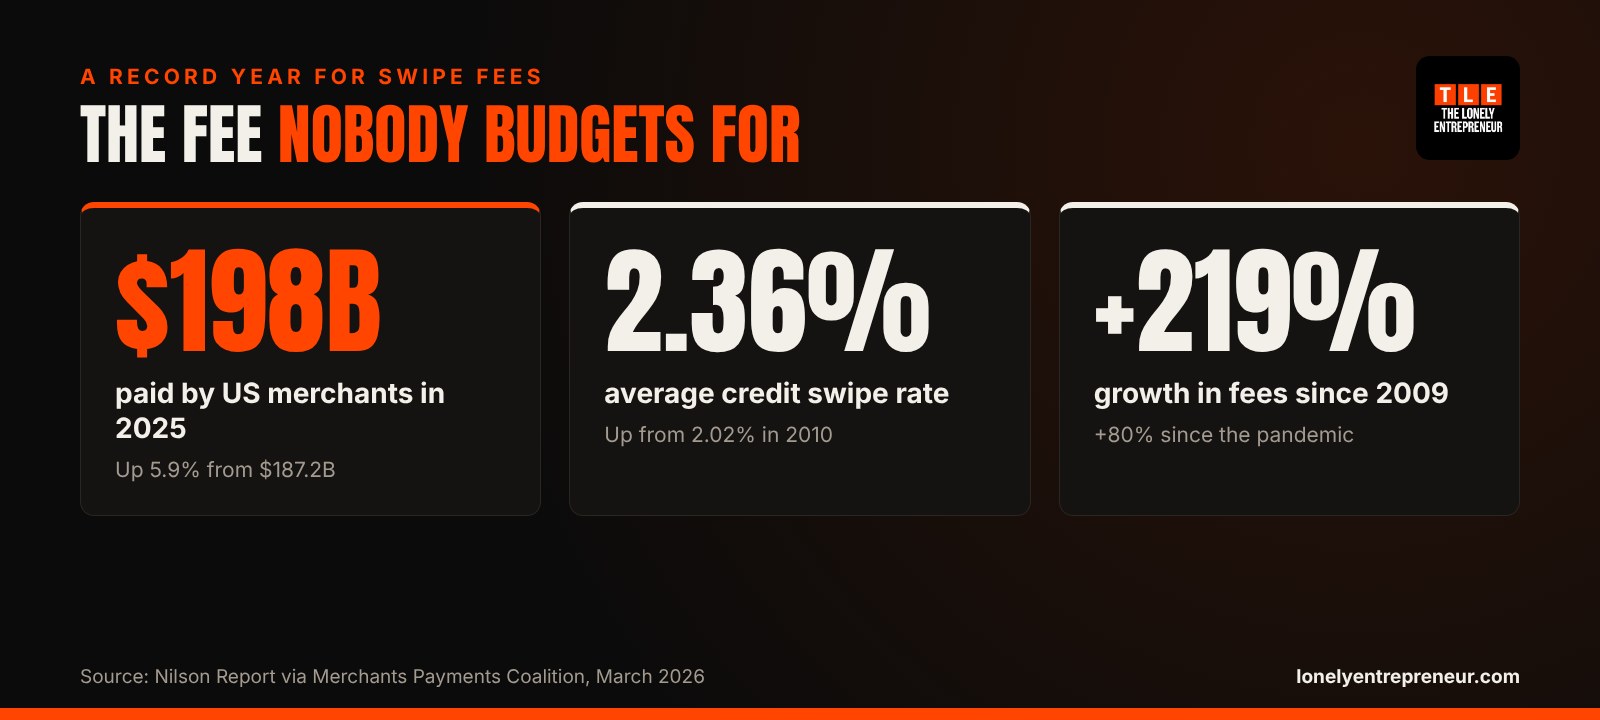 A RECORD YEAR FOR SWIPE FEES
THE FEE NOBODY BUDGETS FOR
TLE
THE LONELY
ENTREPRENEUR
$198B
paid by US merchants in
2025
Up 5.9% from $187.2B
2.36%
average credit swipe rate
Up from 2.02% in 2010
+219%
growth in fees since 2009
+80% since the pandemic
Source: Nilson Report via Merchants Payments Coalition, March 2026
lonelyentrepreneur.com